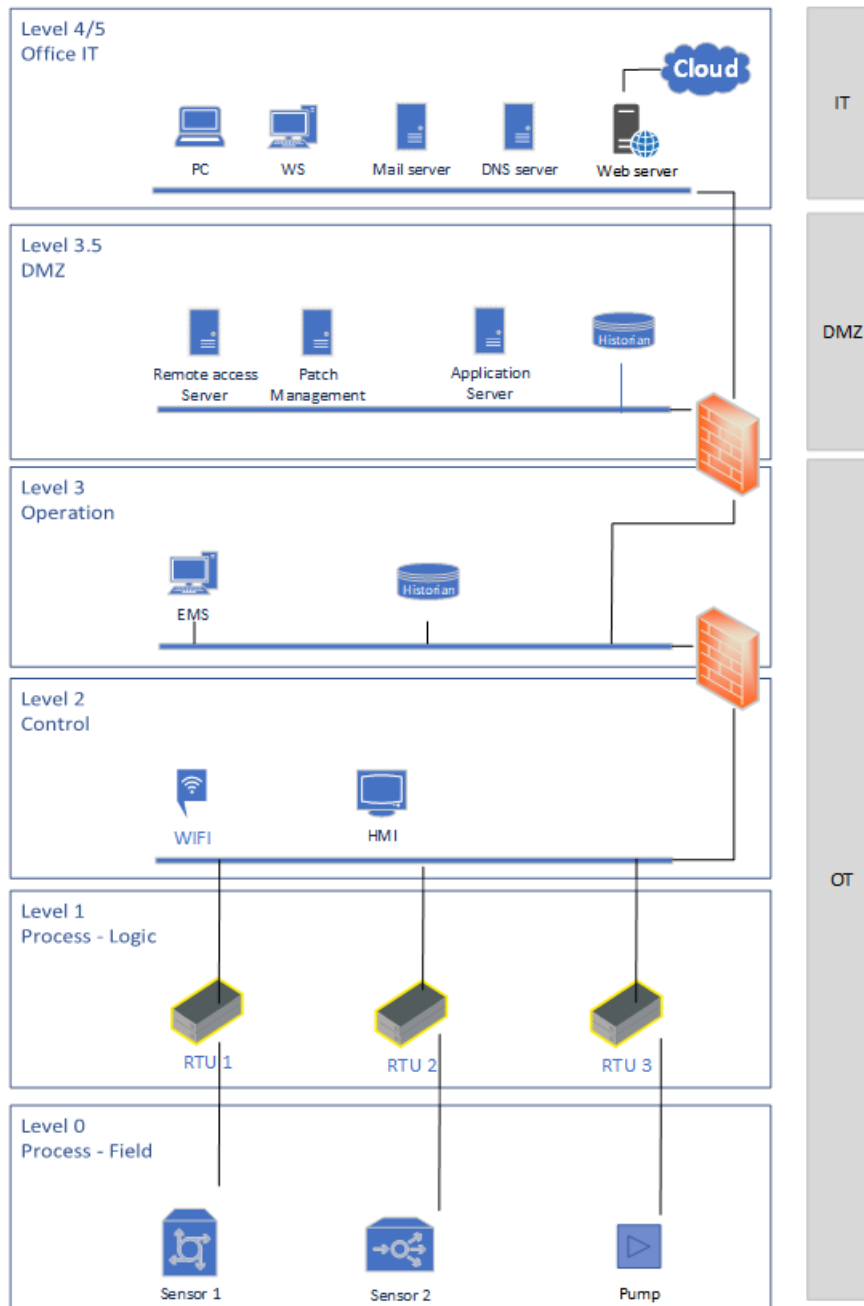 Level 4/5
Office IT
Cloud
IT
PC
WS
Mail server
DNS server
Web server
Level 3.5
DMZ
DMZ
Historian
Remote access
Server
Patch
Management
Application
Server
Level 3
Operation
Historian
EMS
Level 2
Control
WIFI
HMI
OT
Level 1
Process - Logic
RTU 1
RTU 2
RTU 3
Level 0
Process - Field
Sensor 1
Sensor 2
Pump